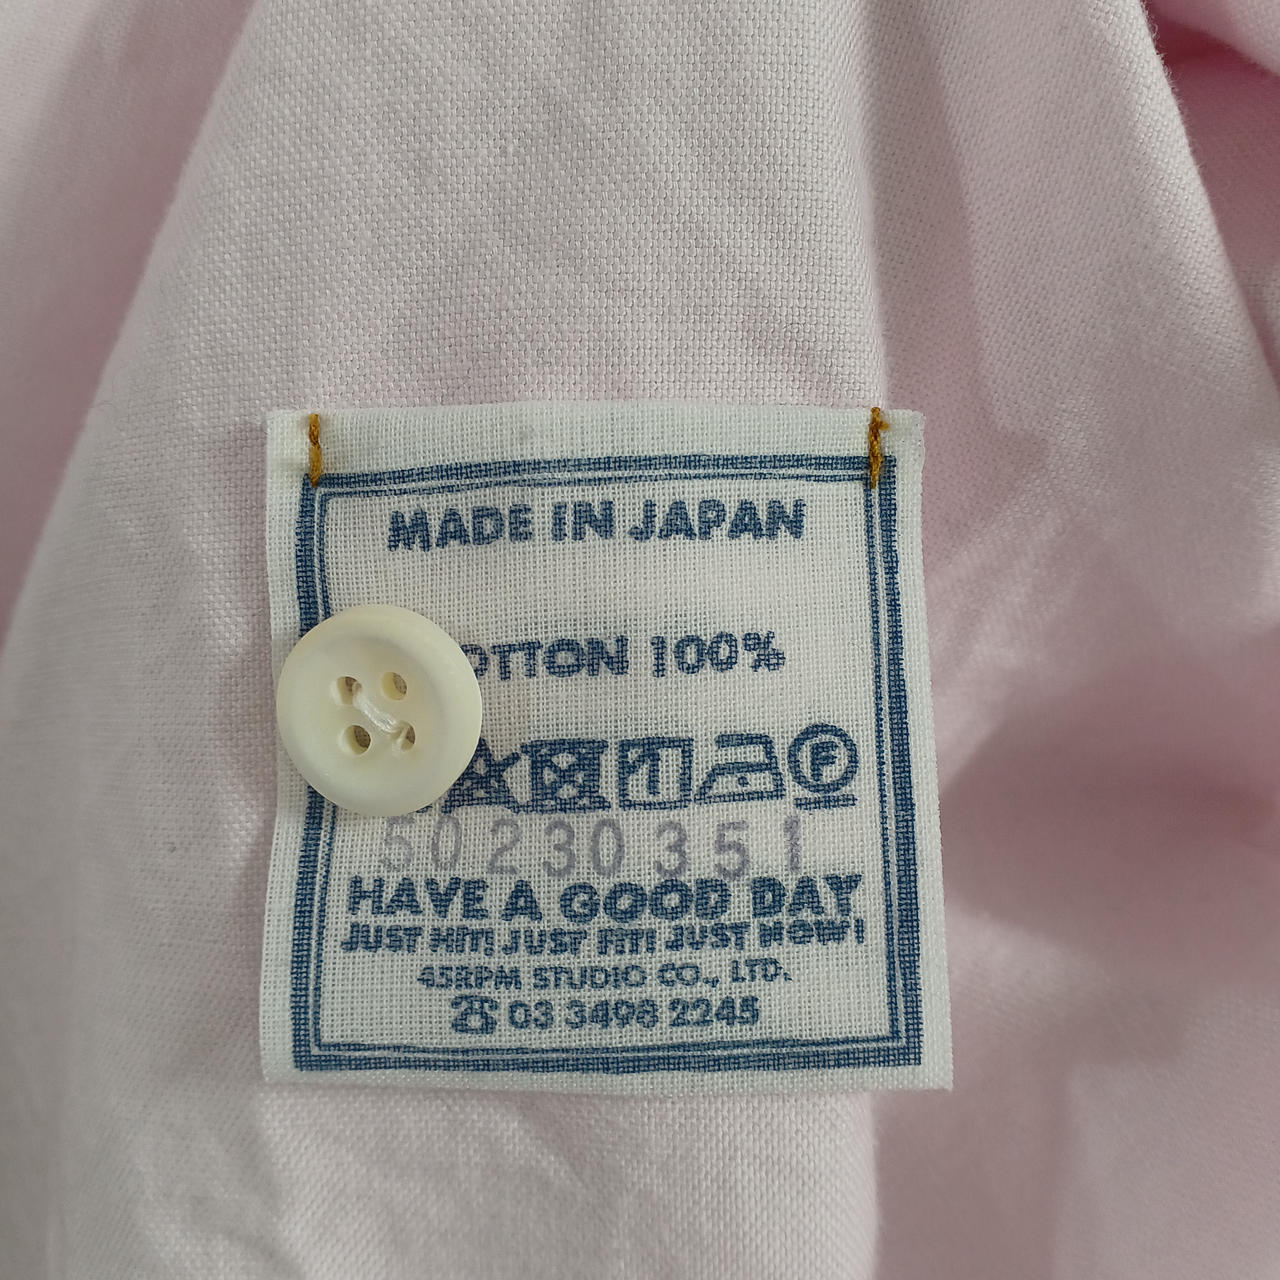 MADE IN JAPAN
OTTON 100%
F
50230351
HAVE A GOOD DAY
JUST HIT! JUST FIT! JUST NOW!
45RPM STUDIO CO., LTD.
☎ 03 3498 2245